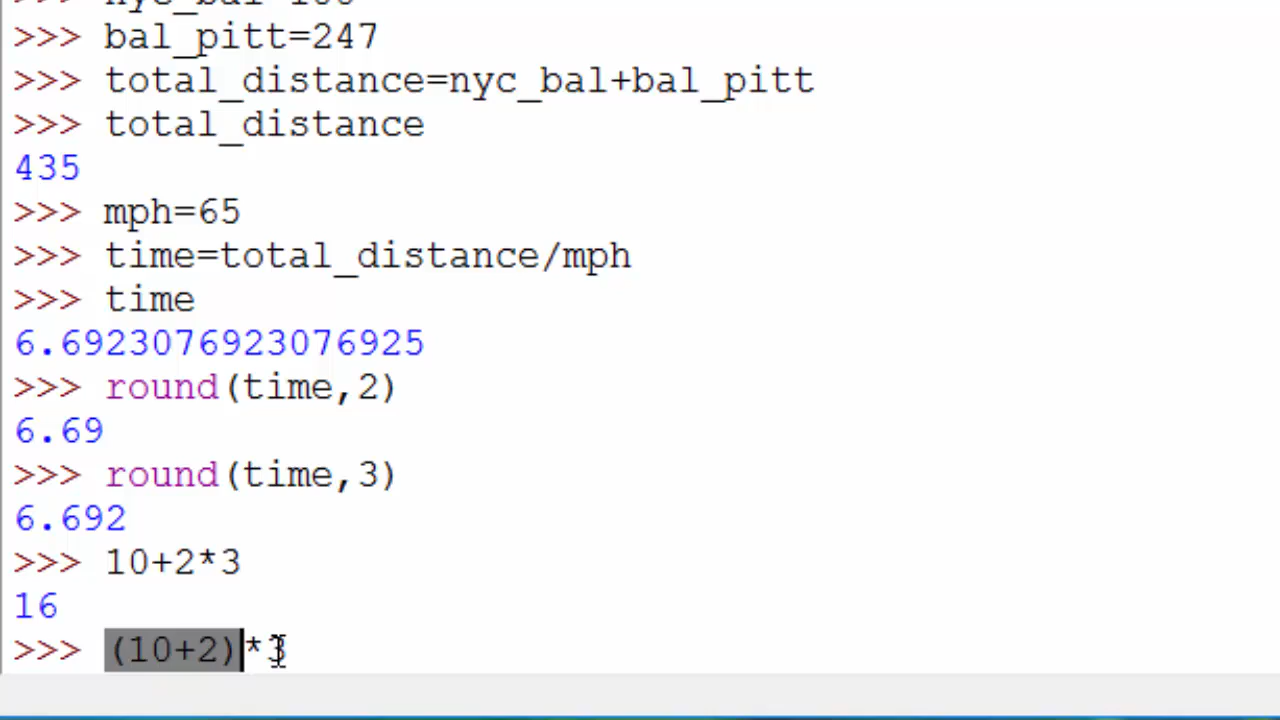 >>> bal_pitt=247
>>> total_distance=nyc_bal+bal_pitt
>>> total_distance
435
>>> mph=65
>>> time=total_distance/mph
>>> time
6.6923076923076925
>>> round(time,2)
6.69
>>> round(time,3)
6.692
>>> 10+2*3
16
>>> (10+2)*3